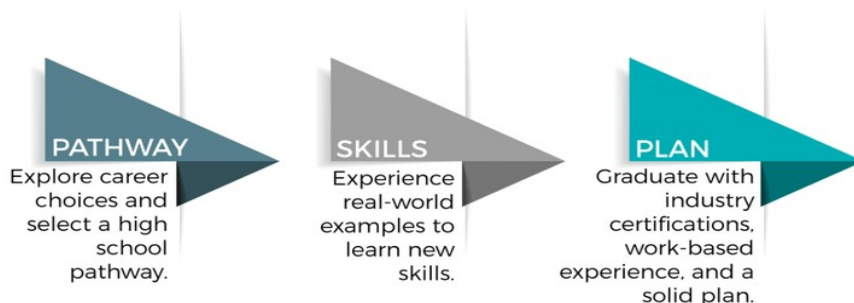 PATHWAY
Explore career
choices and
select a high
school
pathway.
SKILLS
Experience
real-world
examples to
learn new
skills.
PLAN
Graduate with
industry
certifications,
work-based
experience, and a
solid plan.